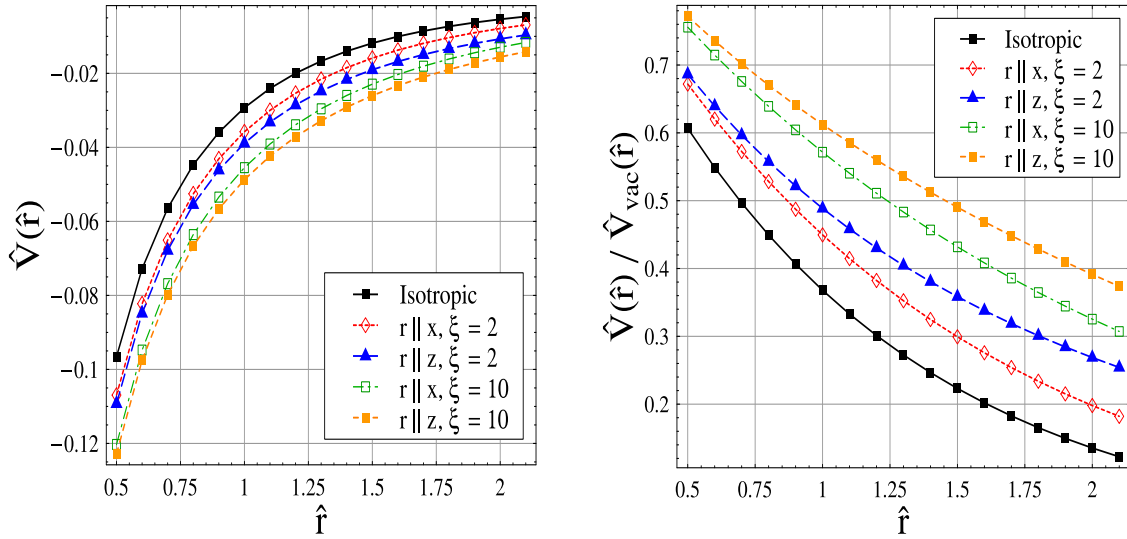 −0.02
−0.04
−0.06
−0.08
−0.1
−0.12
V̂(r̂)
Isotropic
r || x, ξ = 2
r || z, ξ = 2
r || x, ξ = 10
r || z, ξ = 10
0.5 0.75 1 1.25 1.5 1.75 2
r̂
0.7
0.6
0.5
0.4
0.3
0.2
V̂(r̂) / V̂vac(r̂)
Isotropic
r || x, ξ = 2
r || z, ξ = 2
r || x, ξ = 10
r || z, ξ = 10
0.5 0.75 1 1.25 1.5 1.75 2
r̂